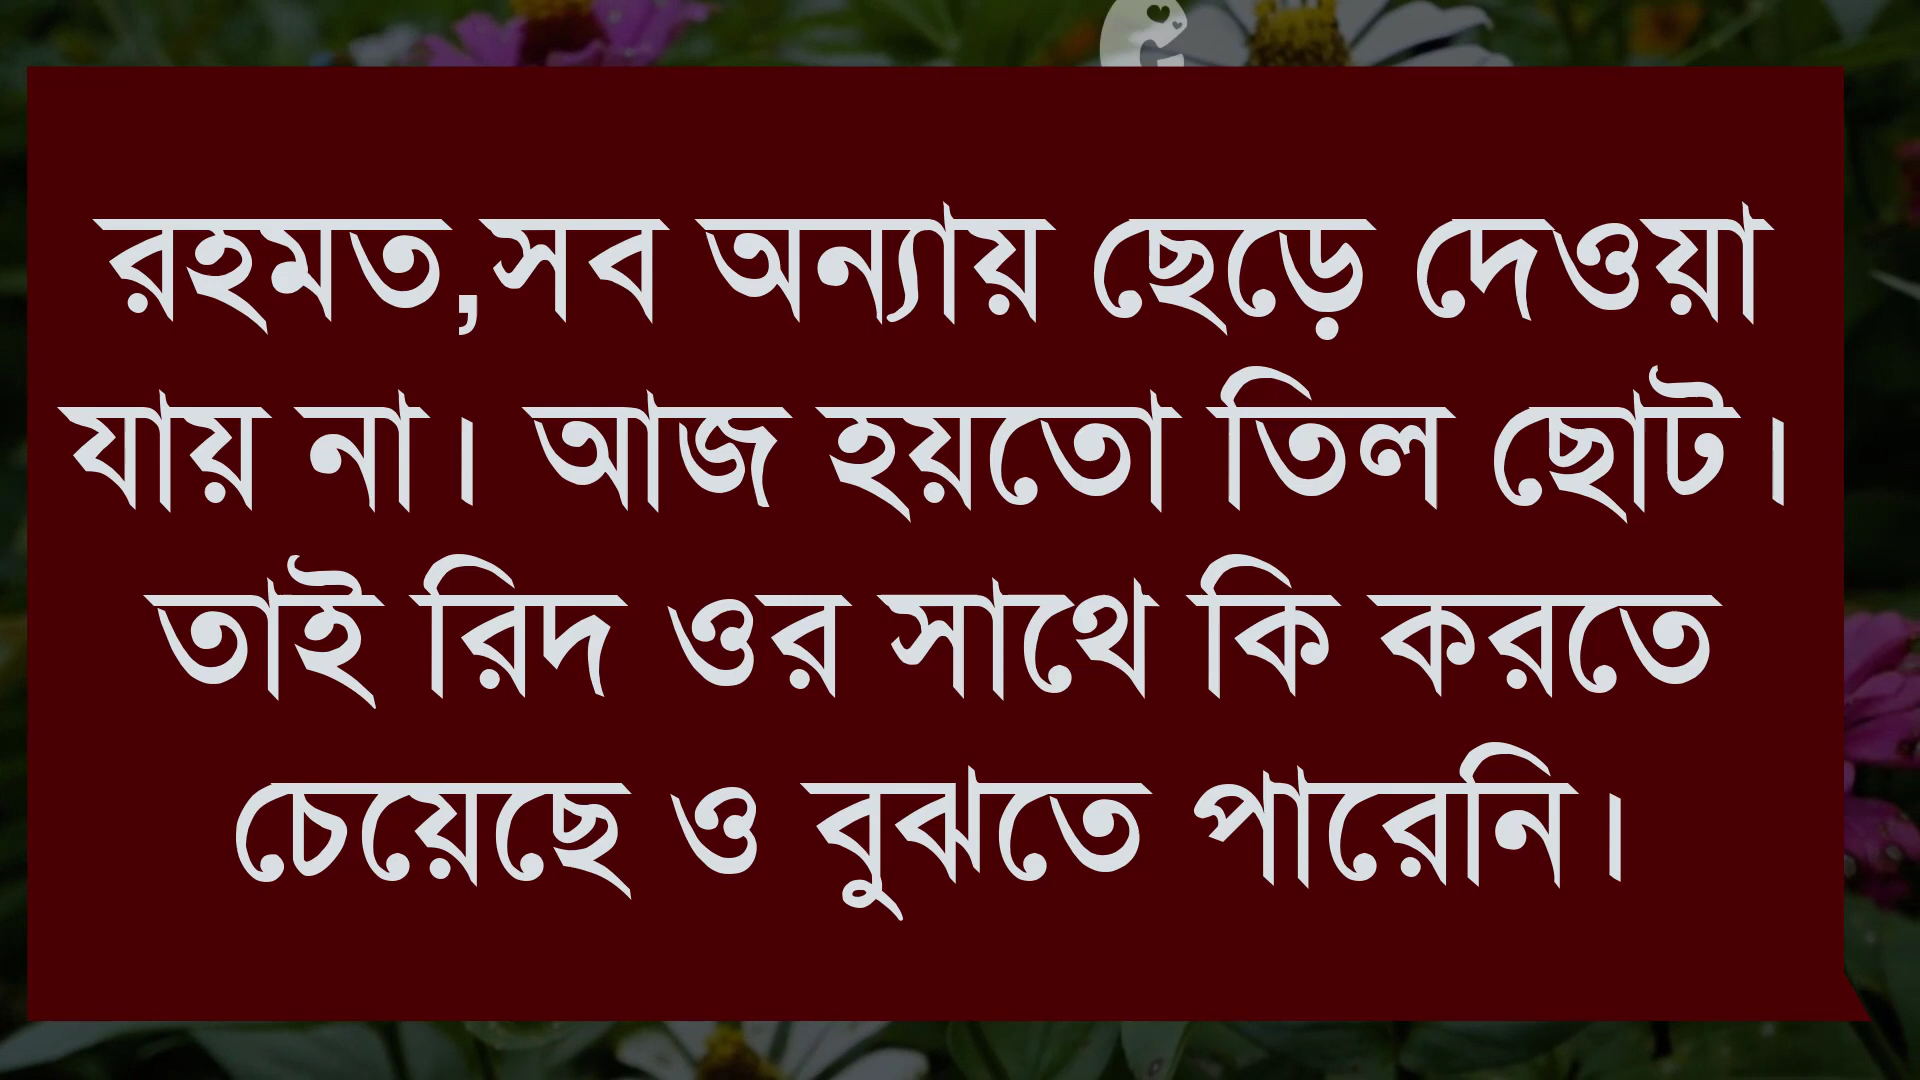 রহমত,সব অন্যায় ছেড়ে দেওয়া
যায় না। আজ হয়তো তিল ছোট।
তাই রিদ ওর সাথে কি করতে
চেয়েছে ও বুঝতে পারেনি।